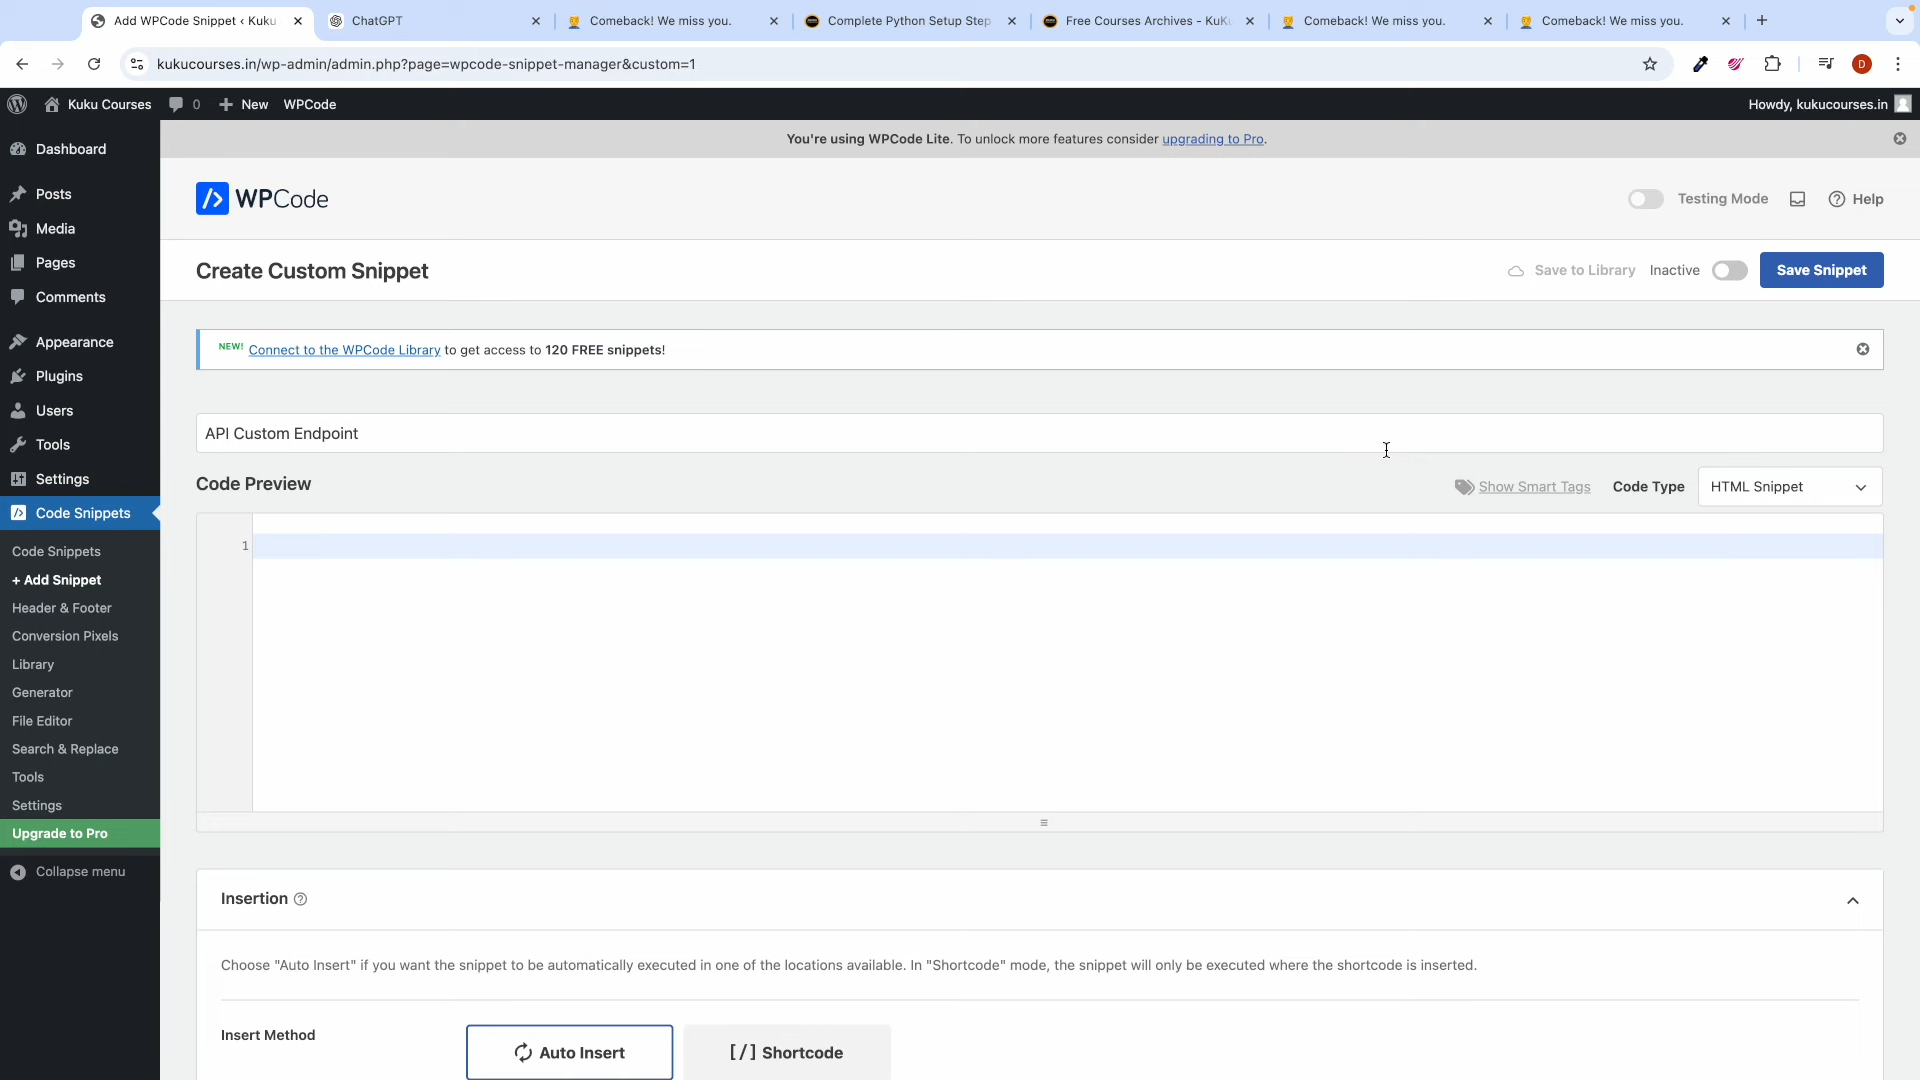 Add WPCode Snippet ‹ Kuku
ChatGPT
Comeback! We miss you.
Complete Python Setup Step
Free Courses Archives - KuKu
Comeback! We miss you.
Comeback! We miss you.
kukucourses.in/wp-admin/admin.php?page=wpcode-snippet-manager&custom=1
D
Kuku Courses
0
New
WPCode
Howdy, kukucourses.in
Dashboard
Posts
Media
Pages
Comments
Appearance
Plugins
Users
Tools
Settings
Code Snippets
Code Snippets
+ Add Snippet
Header & Footer
Conversion Pixels
Library
Generator
File Editor
Search & Replace
Tools
Settings
Upgrade to Pro
Collapse menu
You're using WPCode Lite. To unlock more features consider upgrading to Pro.
WPCode
Testing Mode
Help
Create Custom Snippet
Save to Library
Inactive
Save Snippet
NEW! Connect to the WPCode Library to get access to 120 FREE snippets!
API Custom Endpoint
Code Preview
Show Smart Tags
Code Type
HTML Snippet
1
Insertion
Choose "Auto Insert" if you want the snippet to be automatically executed in one of the locations available. In "Shortcode" mode, the snippet will only be executed where the shortcode is inserted.
Insert Method
Auto Insert
[/] Shortcode